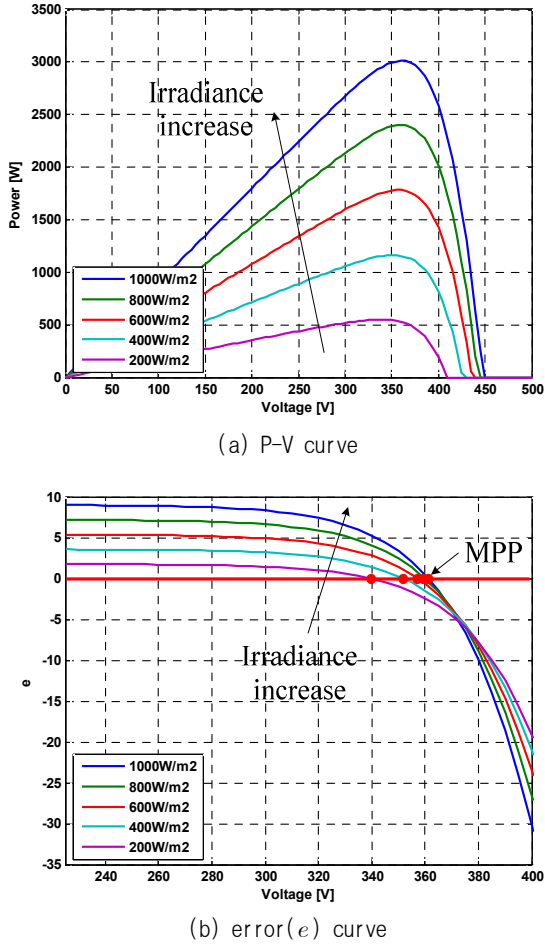 3500
3000
2500
2000
1500
1000
500
0
Power [W]
Irradiance
increase
1000W/m2
800W/m2
600W/m2
400W/m2
200W/m2
0 50 100 150 200 250 300 350 400 450 500
Voltage [V]
(a) P-V curve
10
5
0
-5
-10
-15
-20
-25
-30
-35
e
MPP
Irradiance
increase
1000W/m2
800W/m2
600W/m2
400W/m2
200W/m2
240 260 280 300 320 340 360 380 400
Voltage [V]
(b) error(e) curve